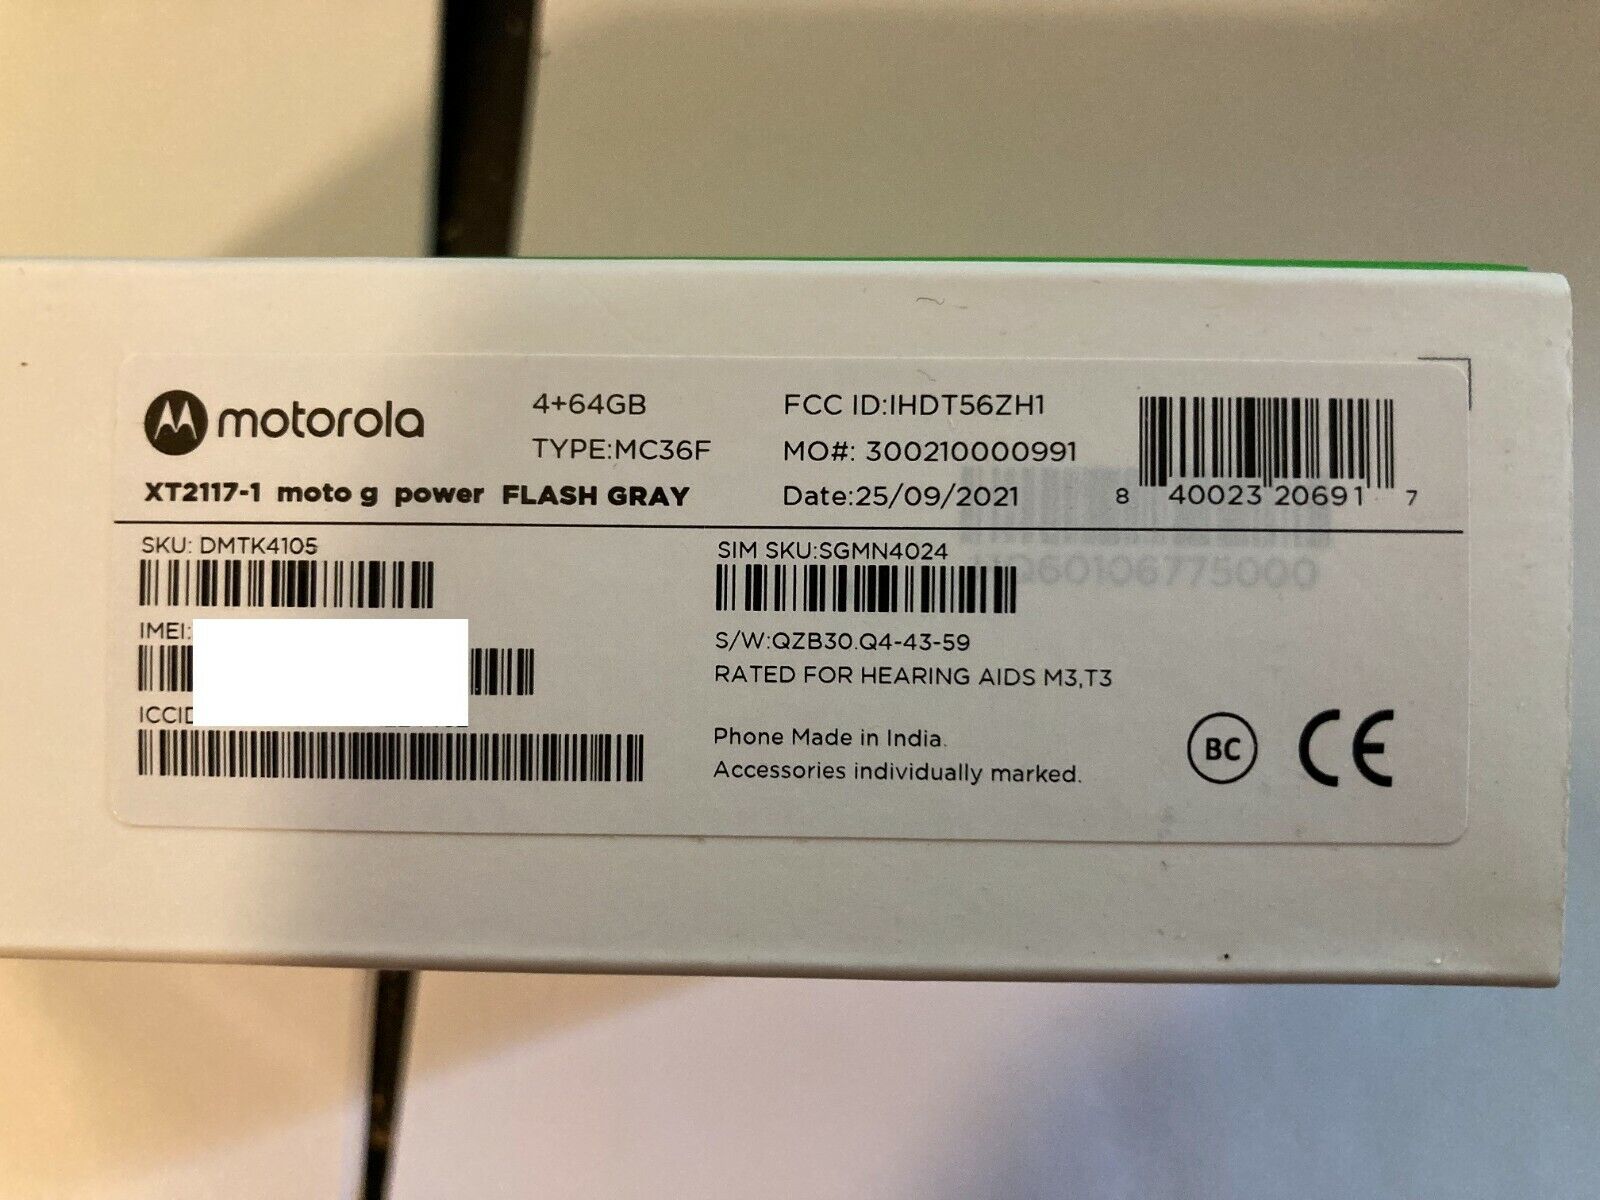 motorola
4+64GB
TYPE:MC36F
XT2117-1 moto g power FLASH GRAY
FCC ID:IHDT56ZH1
MO#: 300210000991
Date:25/09/2021
8 40023 20691 7
SKU: DMTK4105
IMEI:
ICCID
SIM SKU:SGMN4024
Q60106775000
S/W:QZB30.Q4-43-59
RATED FOR HEARING AIDS M3,T3
Phone Made in India.
Accessories individually marked.
BC CE